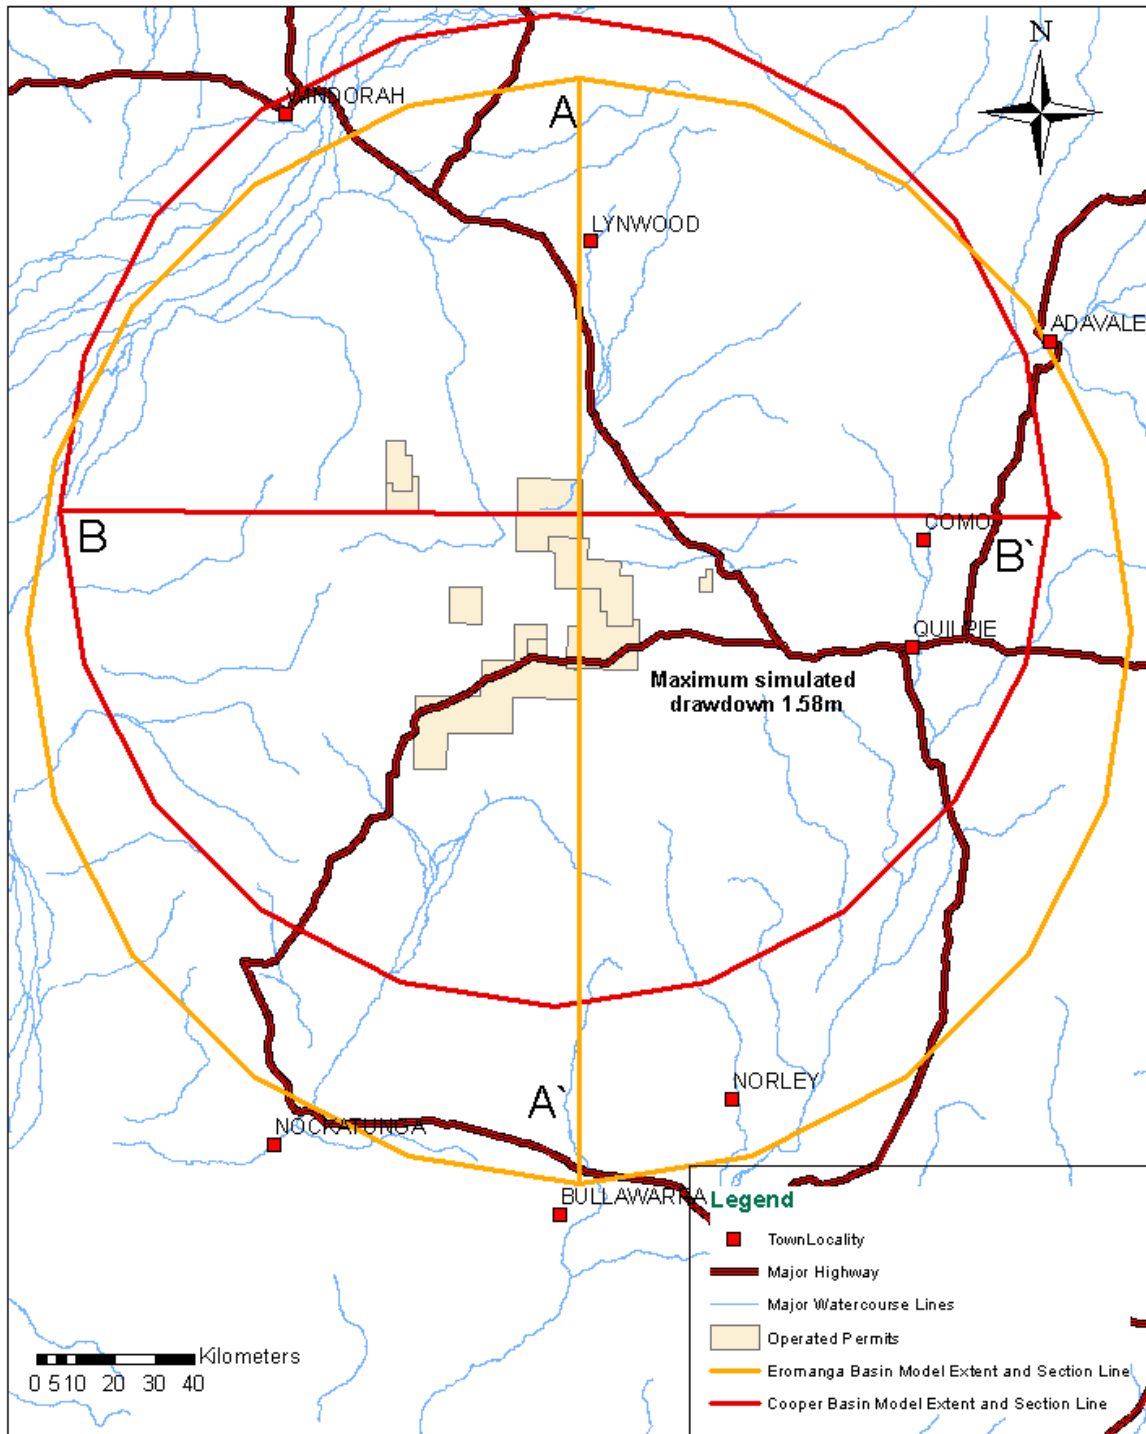 N
WINDORAH
A
LYNWOOD
ADAVALE
B
COMO
B`
QUILPIE
Maximum simulated
drawdown 1.58m
A`
NORLEY
NOCKATUNGA
BULLAWARRA
Legend
TownLocality
Major Highway
Major Watercourse Lines
Operated Permits
Eromanga Basin Model Extent and Section Line
Cooper Basin Model Extent and Section Line
Kilometers
0 5 10 20 30 40